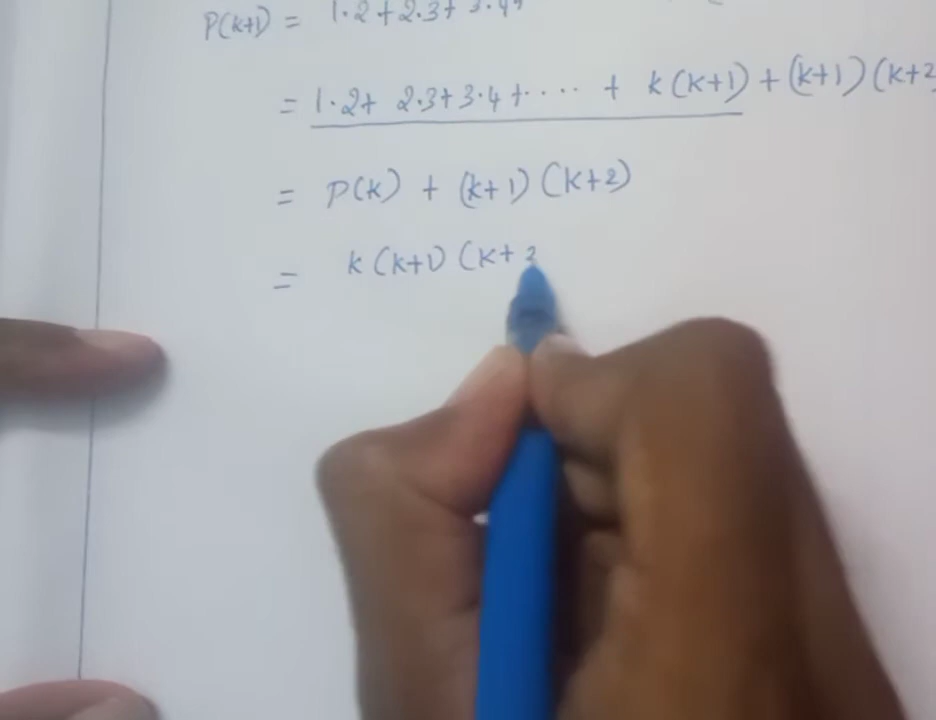 P(k+1) = 1·2+2·3+3·4+
= 1·2+ 2·3+3·4+···· + k(k+1)+(k+1)(k+2
= P(k) + (k+1)(k+2)
= k(k+1)(k+2